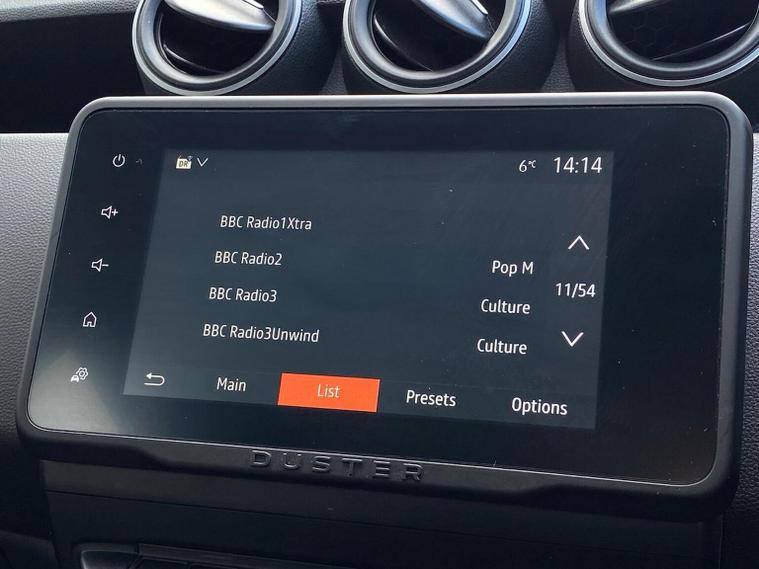 DR 6°C 14:14
BBC Radio1Xtra
BBC Radio2 Pop M
11/54
BBC Radio3 Culture
BBC Radio3Unwind Culture
Main List Presets Options
DUSTER